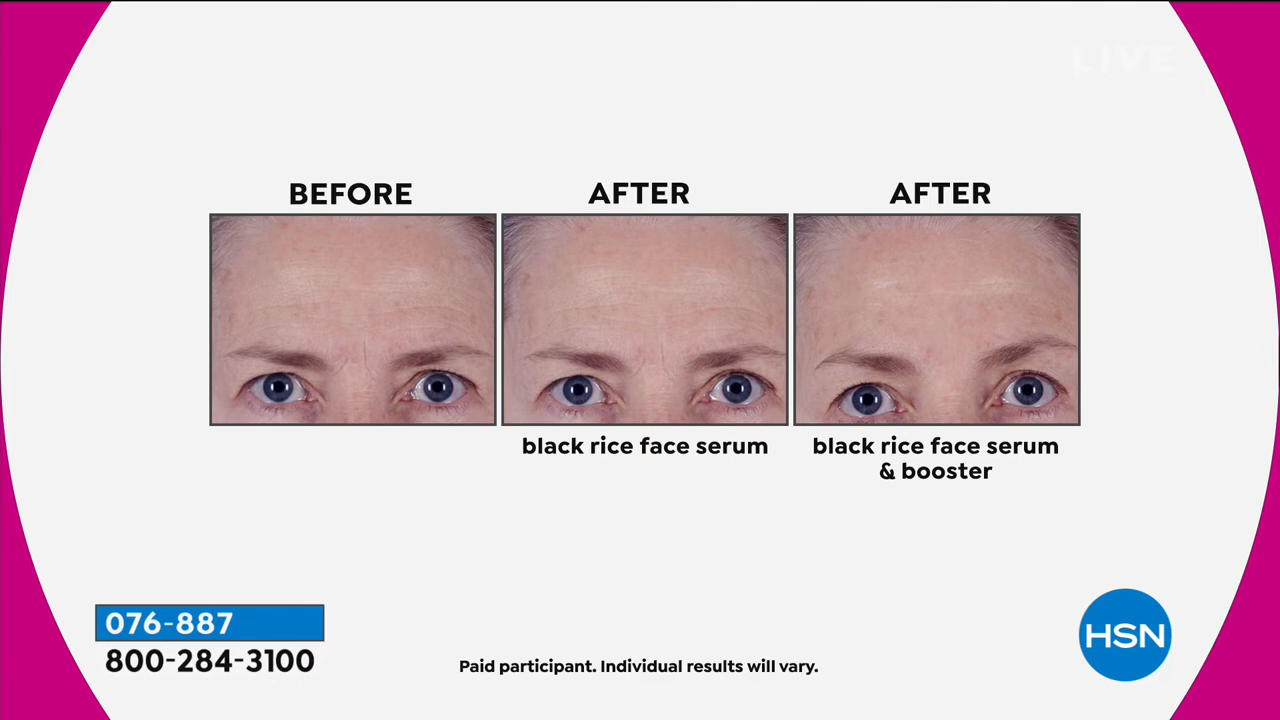 LIVE
BEFORE
AFTER
AFTER
black rice face serum
black rice face serum
& booster
076-887
800-284-3100
Paid participant. Individual results will vary.
HSN